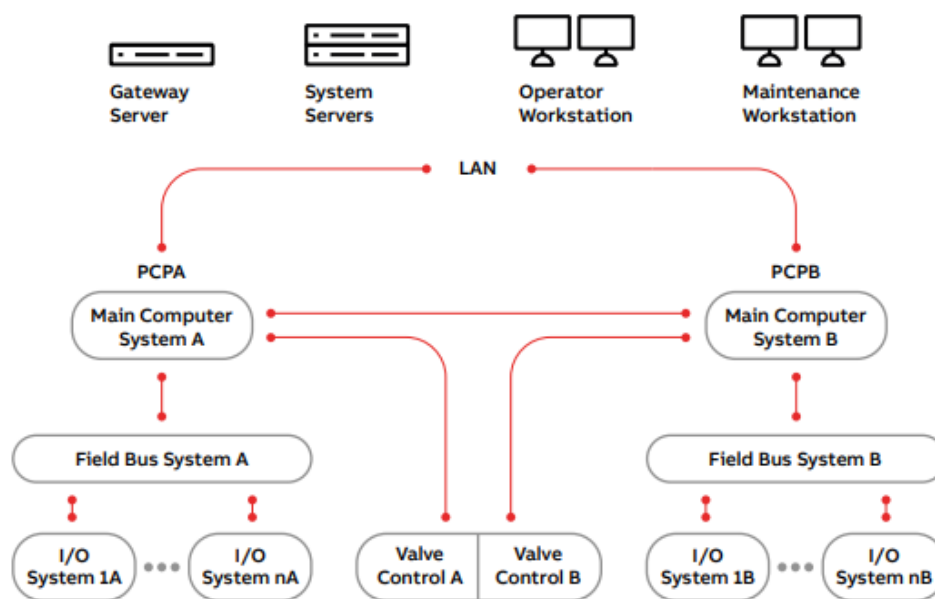 Gateway
Server
System
Servers
Operator
Workstation
Maintenance
Workstation
LAN
PCPA
PCPB
Main Computer
System A
Main Computer
System B
Field Bus System A
Field Bus System B
I/O
System 1A
I/O
System nA
Valve
Control A
Valve
Control B
I/O
System 1B
I/O
System nB